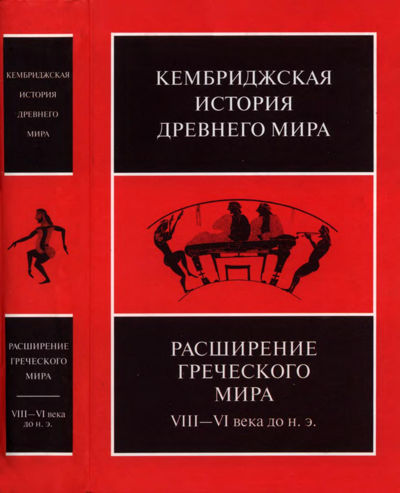 КЕМБРИДЖСКАЯ
ИСТОРИЯ
ДРЕВНЕГО
МИРА
РАСШИРЕНИЕ
ГРЕЧЕСКОГО
МИРА
VIII—VI века
до н. э.
КЕМБРИДЖСКАЯ
ИСТОРИЯ
ДРЕВНЕГО МИРА
РАСШИРЕНИЕ
ГРЕЧЕСКОГО
МИРА
VIII—VI века до н. э.